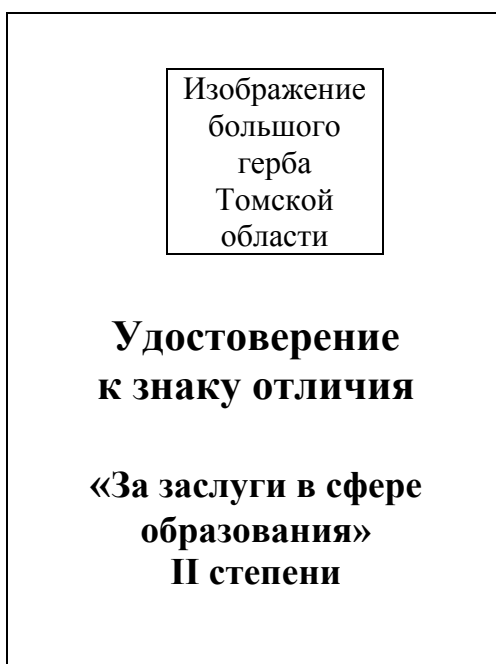 Изображение
большого
герба
Томской
области
Удостоверение
к знаку отличия
«За заслуги в сфере
образования»
II степени